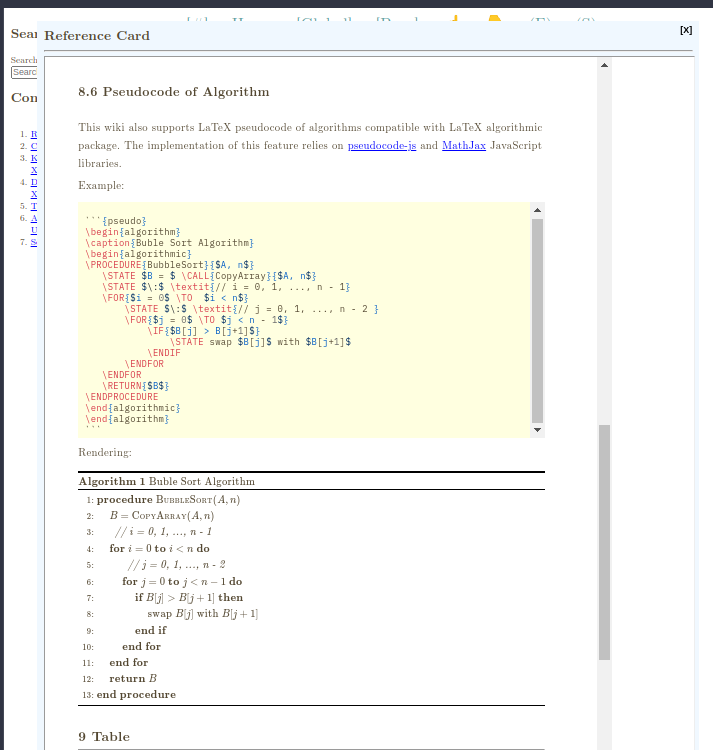 Sear
Search
Searc
Con
1. R
2. C
3. K
X
4. D
X
5. T
6. A
U
7. Se
Reference Card
[X]
8.6 Pseudocode of Algorithm
This wiki also supports LaTeX pseudocode of algorithms compatible with LaTeX algorithmic
package. The implementation of this feature relies on pseudocode-js and MathJax JavaScript
libraries.
Example:
```{pseudo}
\begin{algorithm}
\caption{Buble Sort Algorithm}
\begin{algorithmic}
\PROCEDURE{BubbleSort}{$A, n$}
\STATE $B = $ \CALL{CopyArray}{$A, n$}
\STATE $\:$ \textit{// i = 0, 1, ..., n - 1}
\FOR{$i = 0$ \TO  $i < n$}
\STATE $\:$ \textit{// j = 0, 1, ..., n - 2 }
\FOR{$j = 0$ \TO $j < n - 1$}
\IF{$B[j] > B[j+1]$}
\STATE swap $B[j]$ with $B[j+1]$
\ENDIF
\ENDFOR
\ENDFOR
\RETURN{$B$}
\ENDPROCEDURE
\end{algorithmic}
\end{algorithm}
```
Rendering:
Algorithm 1 Buble Sort Algorithm
1: procedure BubbleSort(A, n)
2: B = CopyArray(A, n)
3: // i = 0, 1, ..., n - 1
4: for i = 0 to i < n do
5: // j = 0, 1, ..., n - 2
6: for j = 0 to j < n − 1 do
7: if B[j] > B[j + 1] then
8: swap B[j] with B[j + 1]
9: end if
10: end for
11: end for
12: return B
13: end procedure
9 Table